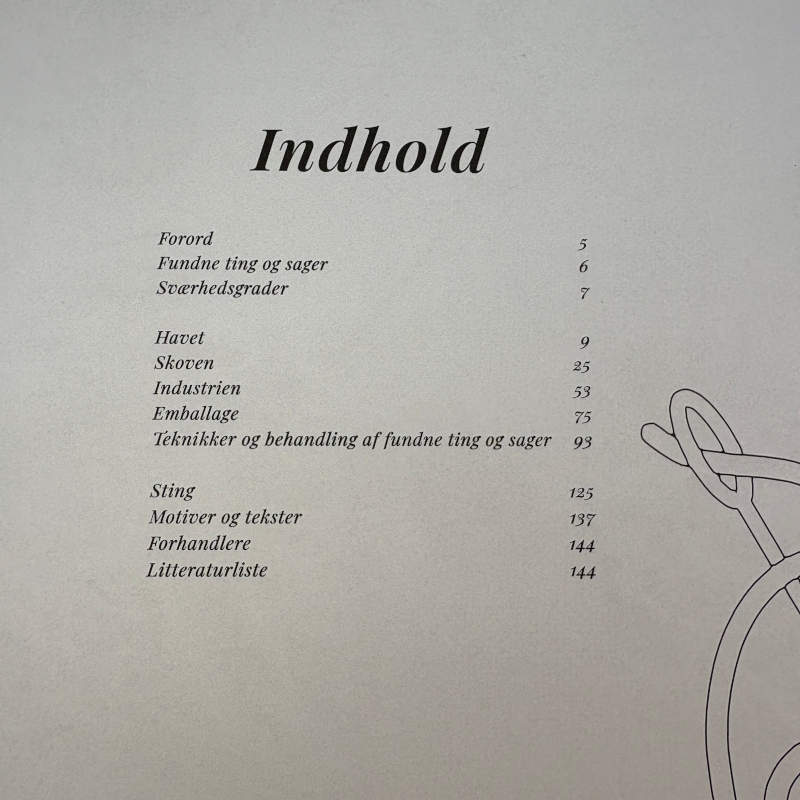 Indhold
Forord 5
Fundne ting og sager 6
Sværhedsgrader 7
Havet 9
Skoven 25
Industrien 53
Emballage 75
Teknikker og behandling af fundne ting og sager 93
Sting 125
Motiver og tekster 137
Forhandlere 144
Litteraturliste 144